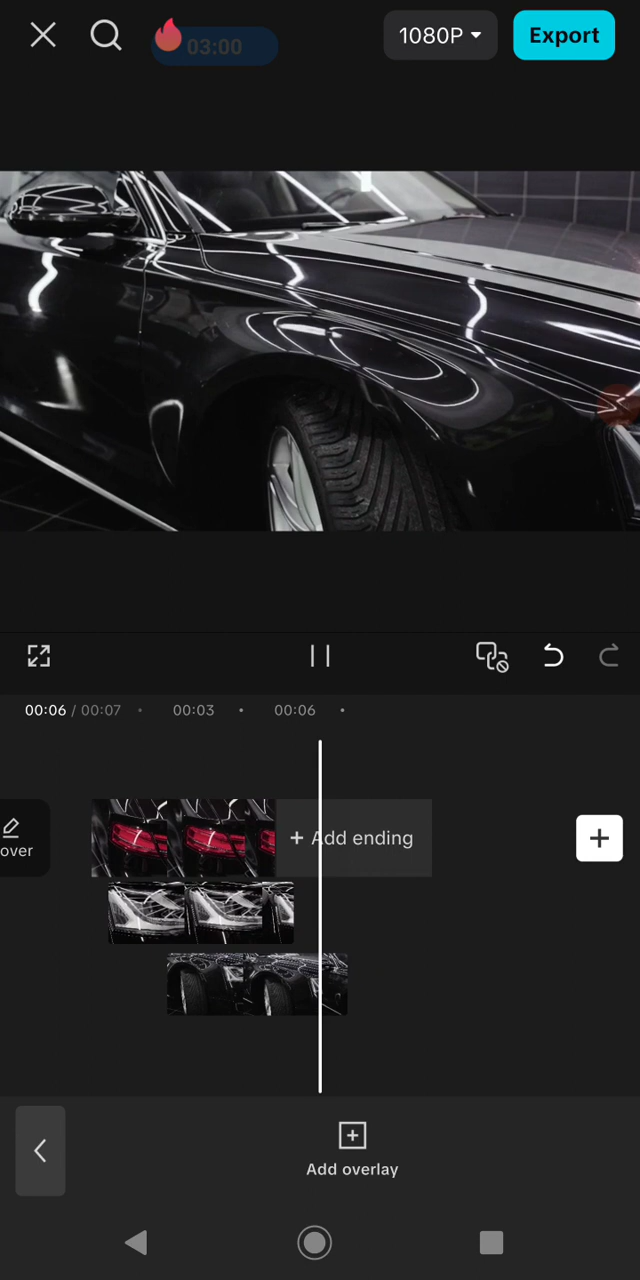 03:00
1080P
Export
00:06 / 00:07
00:03
00:06
over
+ Add ending
Add overlay